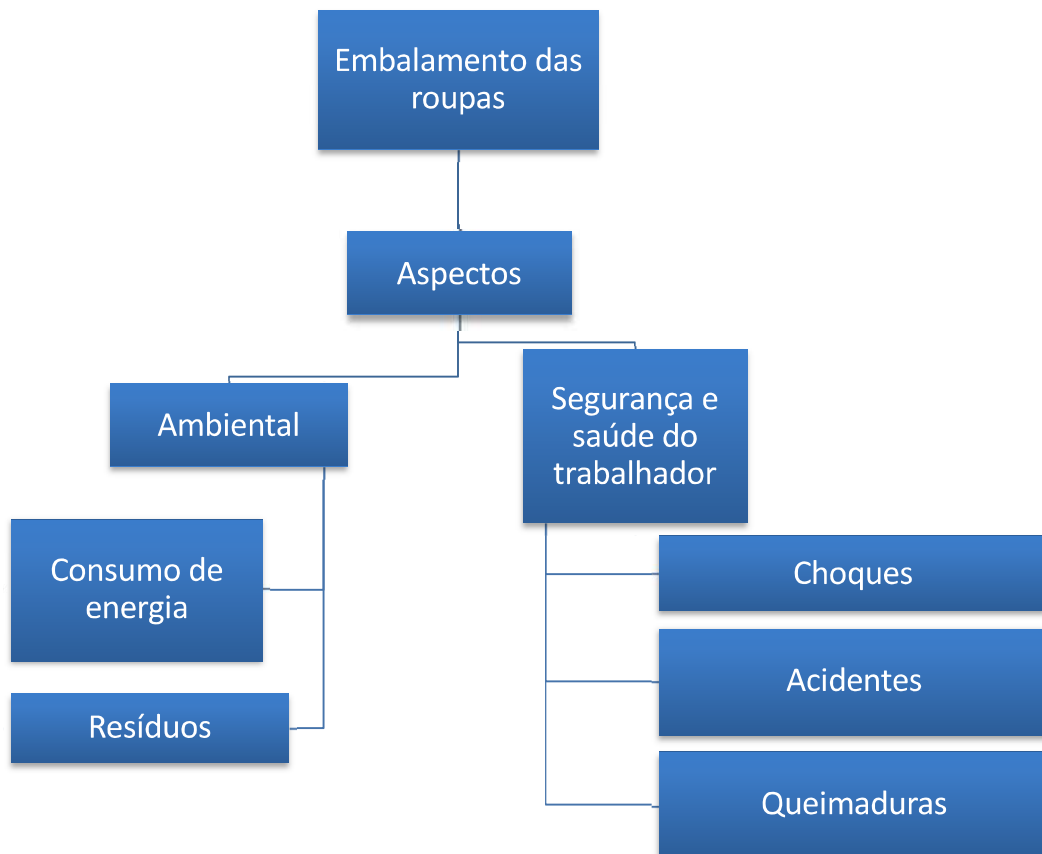 Embalamento das
roupas
Aspectos
Ambiental
Segurança e
saúde do
trabalhador
Consumo de
energia
Resíduos
Choques
Acidentes
Queimaduras